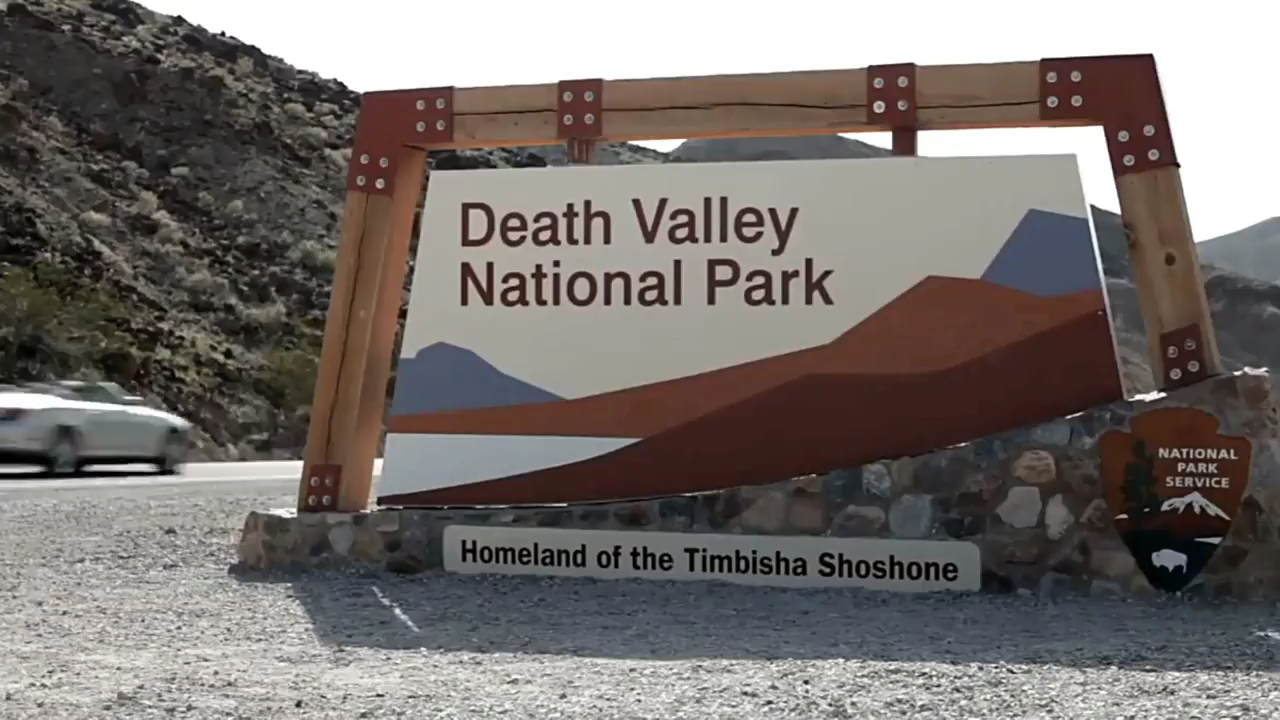 Death Valley
National Park
NATIONAL
PARK
SERVICE
Homeland of the Timbisha Shoshone